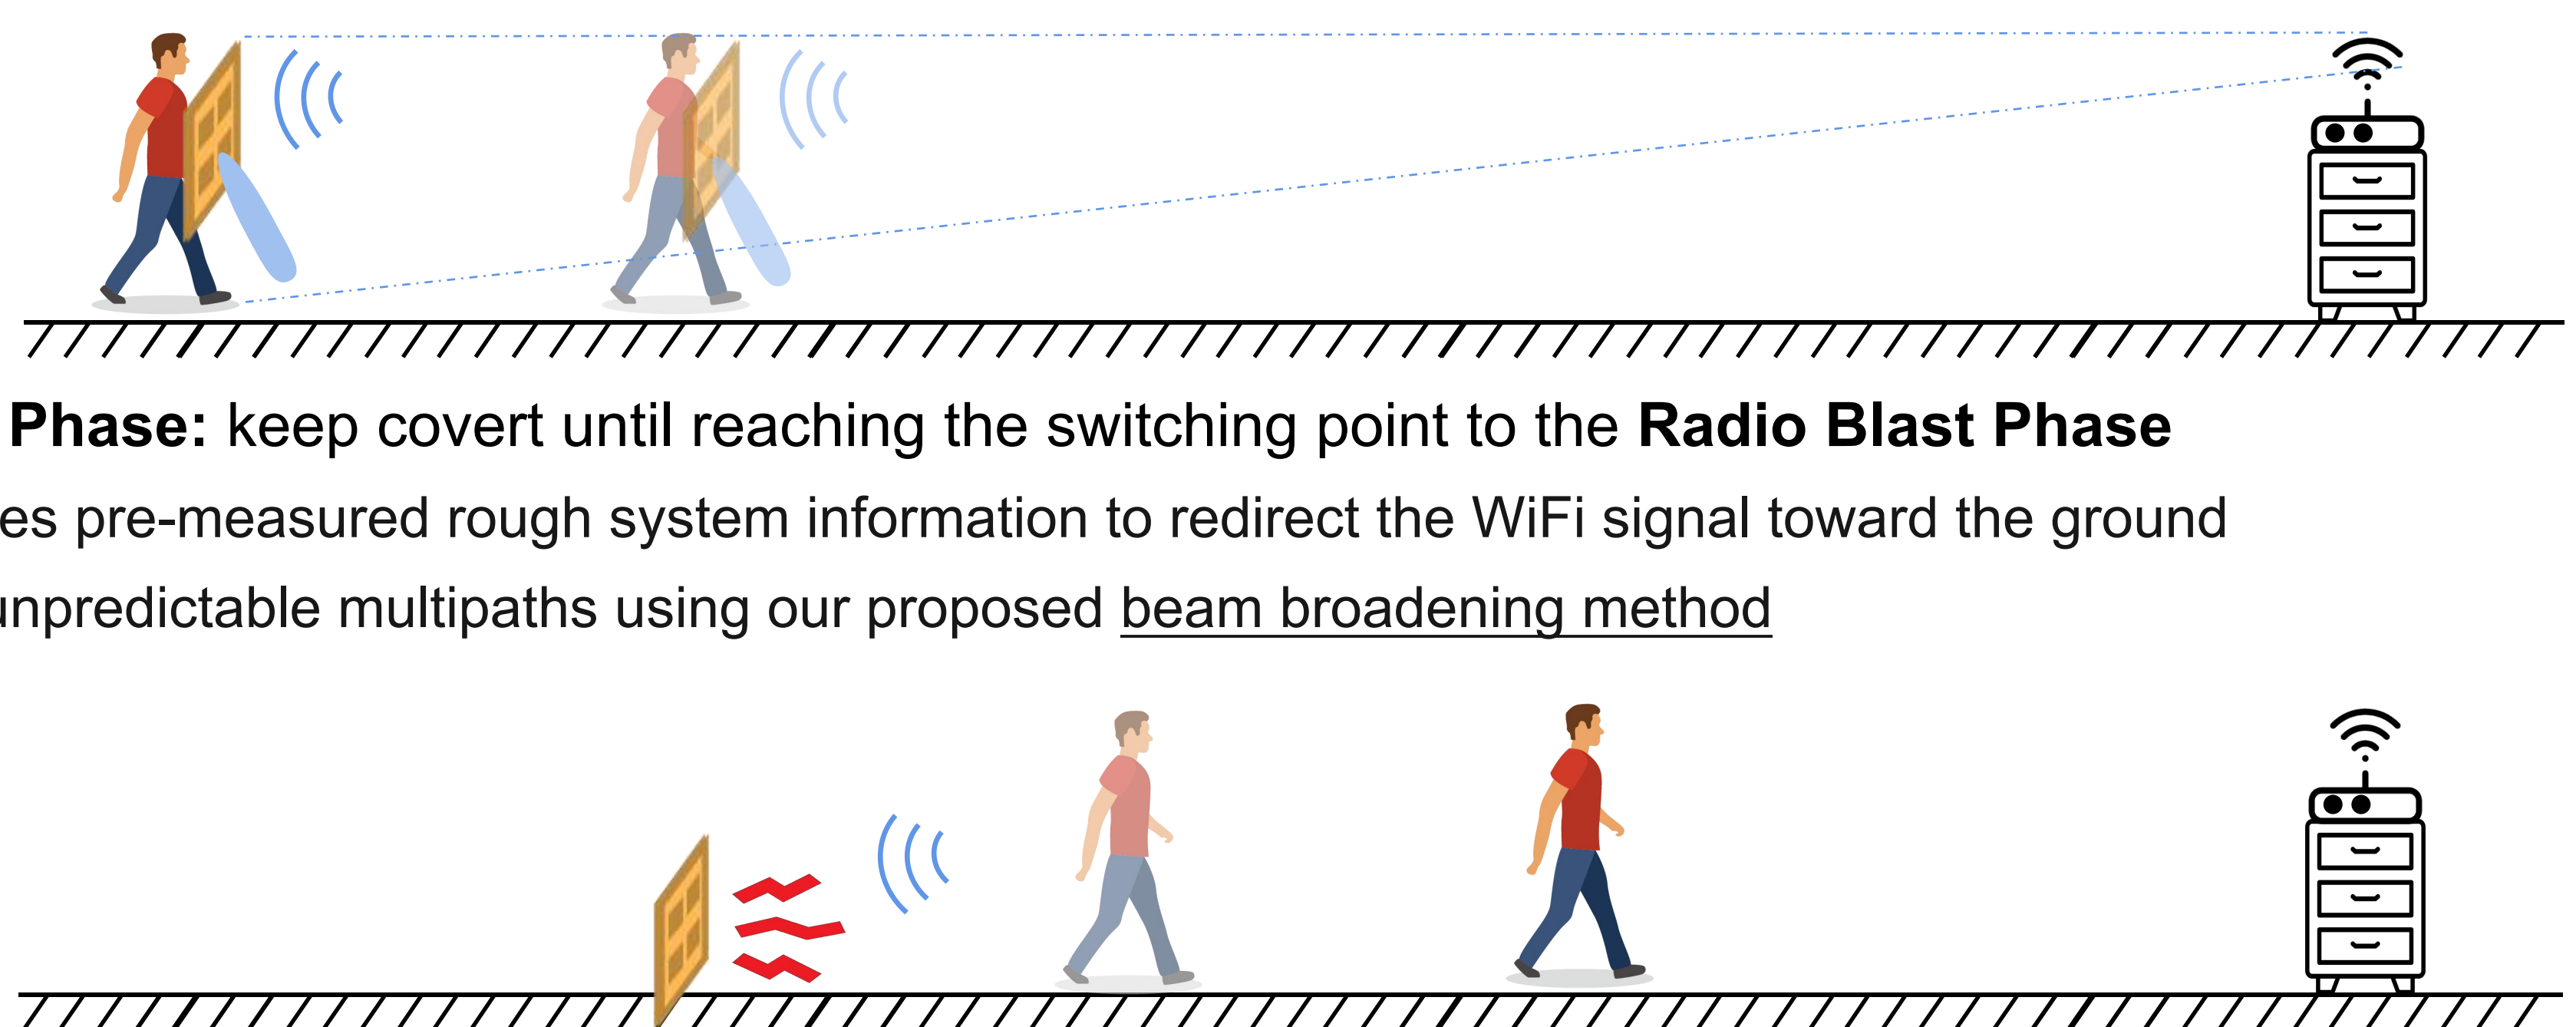 Phase: keep covert until reaching the switching point to the Radio Blast Phase
es pre-measured rough system information to redirect the WiFi signal toward the ground
unpredictable multipaths using our proposed beam broadening method